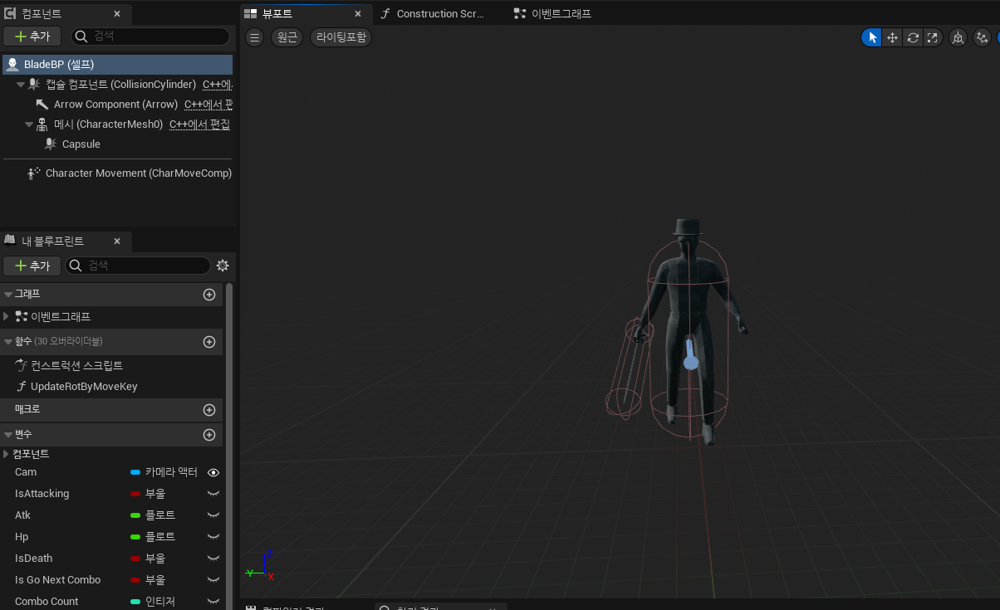 컴포넌트
추가
검색
BladeBP (셀프)
캡슐 컴포넌트 (CollisionCylinder) C++에
Arrow Component (Arrow) C++에서 편
메시 (CharacterMesh0) C++에서 편집
Capsule
Character Movement (CharMoveComp)
내 블루프린트
추가
검색
그래프
이벤트그래프
함수 (30 오버라이더블)
컨스트럭션 스크립트
UpdateRotByMoveKey
매크로
변수
컴포넌트
Cam 카메라 액터
IsAttacking 부울
Atk 플로트
Hp 플로트
IsDeath 부울
Is Go Next Combo 부울
Combo Count 인티저
뷰포트
Construction Scr...
이벤트그래프
원근
라이팅포함
Z
Y
X